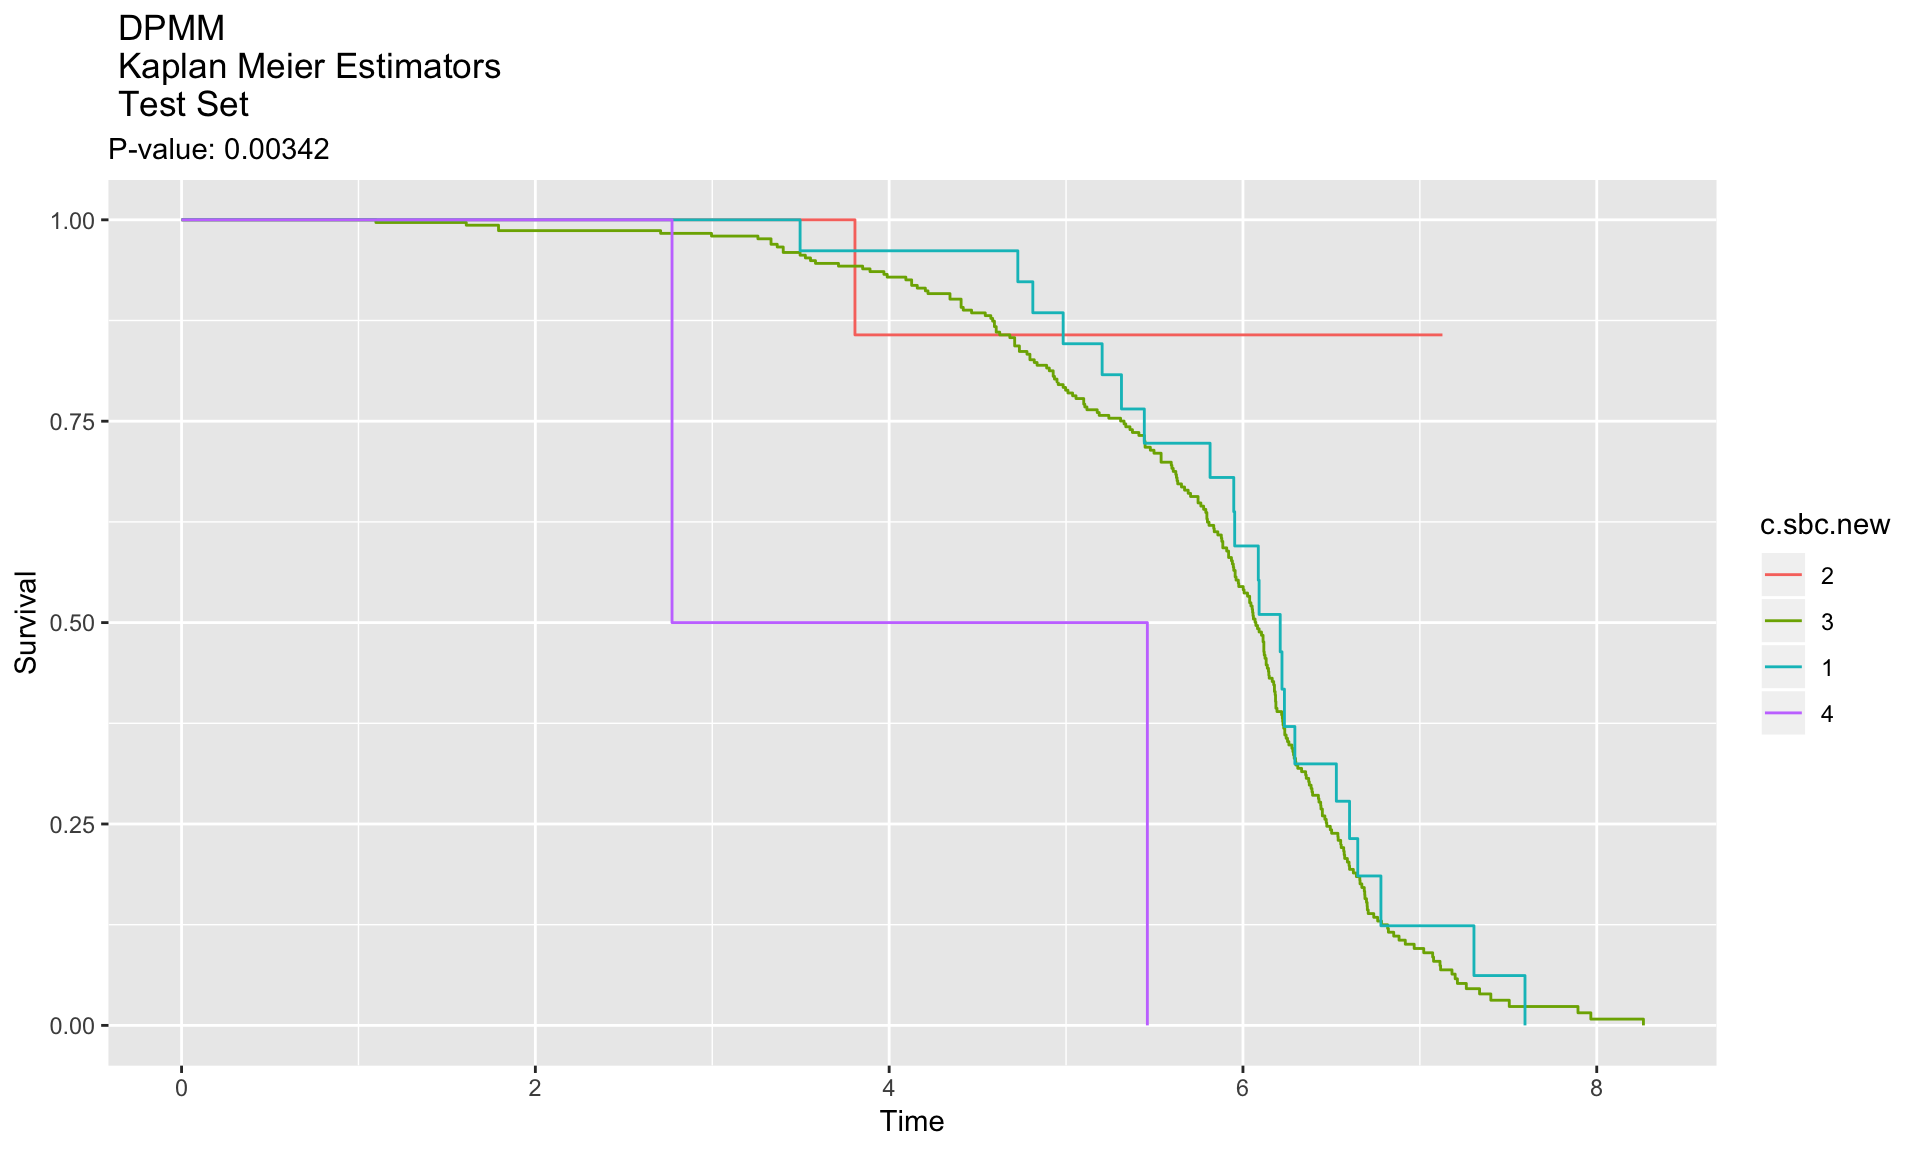 DPMM
Kaplan Meier Estimators
Test Set
P-value: 0.00342
1.00
0.75
0.50
0.25
0.00
Survival
0
2
4
6
8
Time
c.sbc.new
2
3
1
4